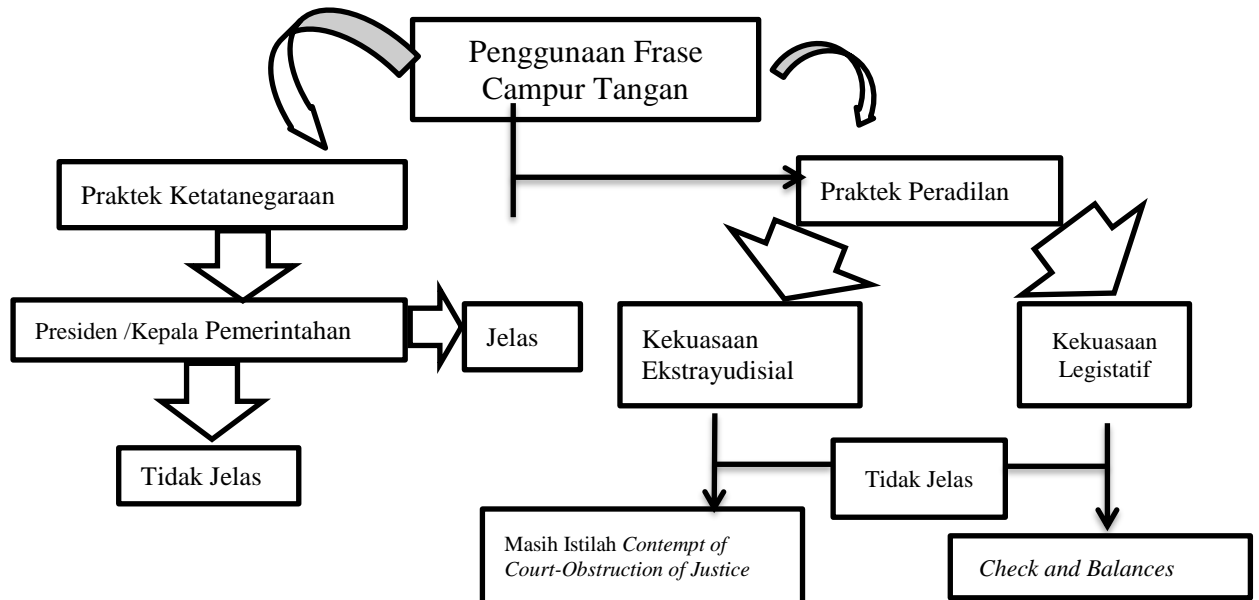 Penggunaan Frase
Campur Tangan
Praktek Ketatanegaraan
Praktek Peradilan
Presiden /Kepala Pemerintahan
Jelas
Kekuasaan
Ekstrayudisial
Kekuasaan
Legistatif
Tidak Jelas
Tidak Jelas
Masih Istilah Contempt of
Court-Obstruction of Justice
Check and Balances